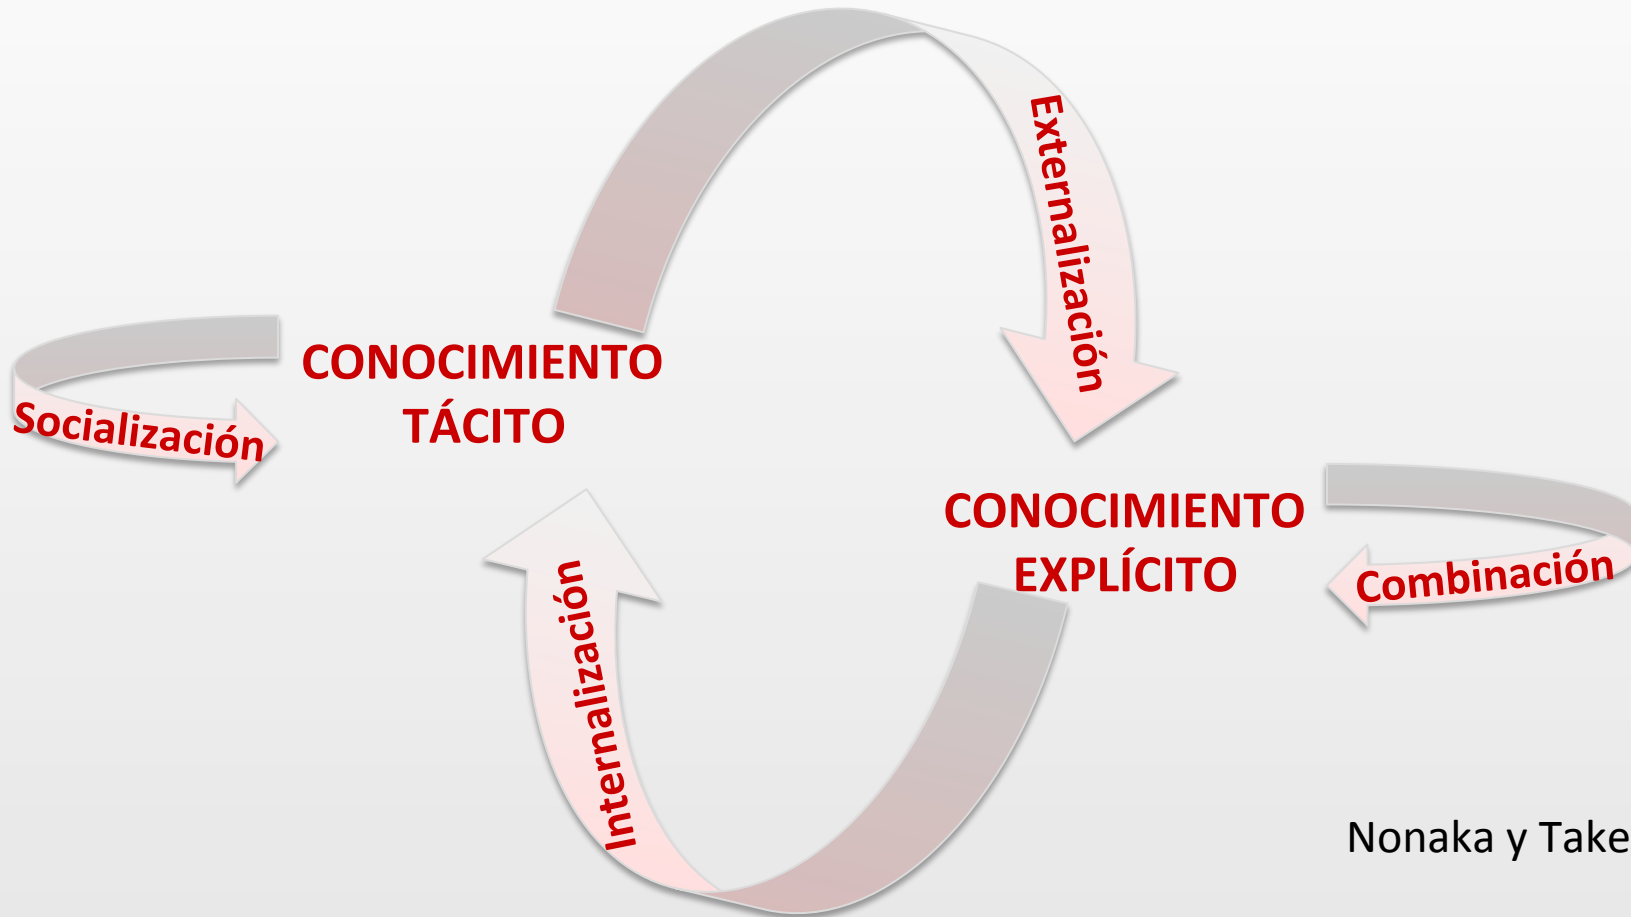 Externalización
CONOCIMIENTO
TÁCITO
Socialización
CONOCIMIENTO
EXPLÍCITO
Combinación
Internalización
Nonaka y Take